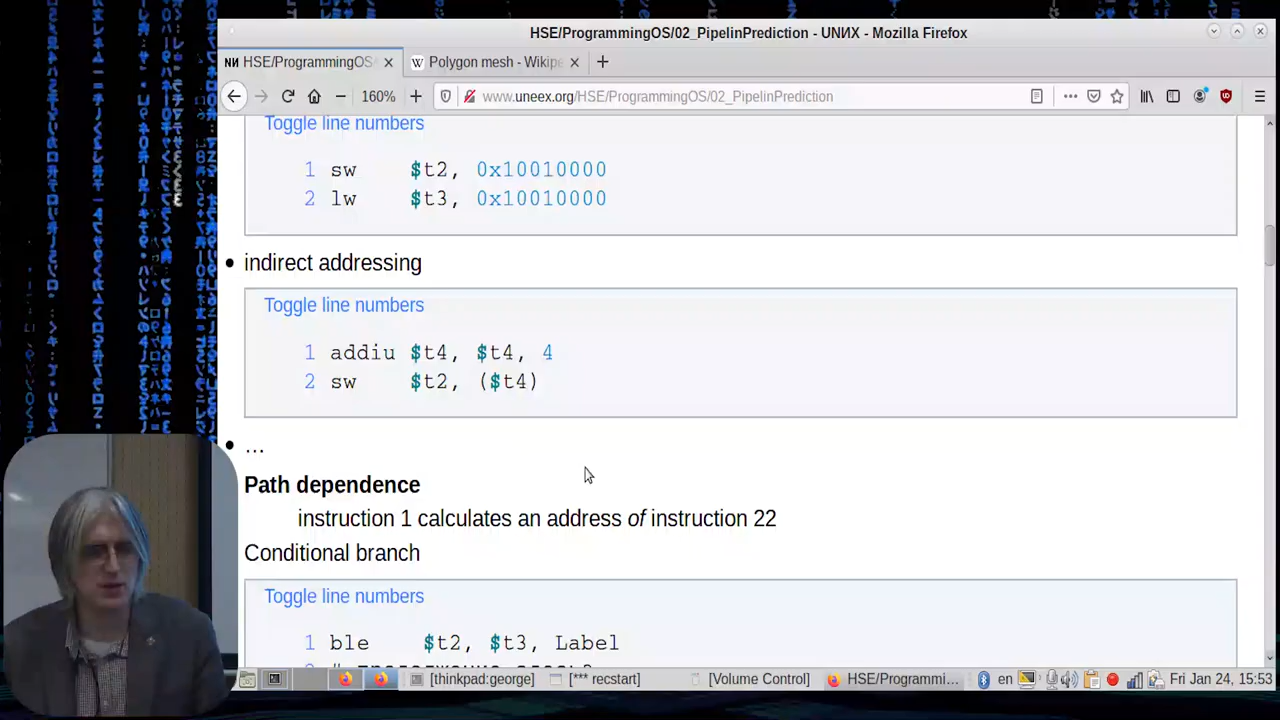 HSE/ProgrammingOS/02_PipelinPrediction - UNИX - Mozilla Firefox
NИ HSE/ProgrammingOS/
Polygon mesh - Wikipe
160%
www.uneex.org/HSE/ProgrammingOS/02_PipelinPrediction
Toggle line numbers
1 sw $t2, 0x10010000
2 lw $t3, 0x10010000
• indirect addressing
Toggle line numbers
1 addiu $t4, $t4, 4
2 sw $t2, ($t4)
• …
Path dependence
instruction 1 calculates an address of instruction 22
Conditional branch
Toggle line numbers
1 ble $t2, $t3, Label
[thinkpad:george] [*** recstart) [Volume Control] HSE/Programmi... en Fri Jan 24, 15:53